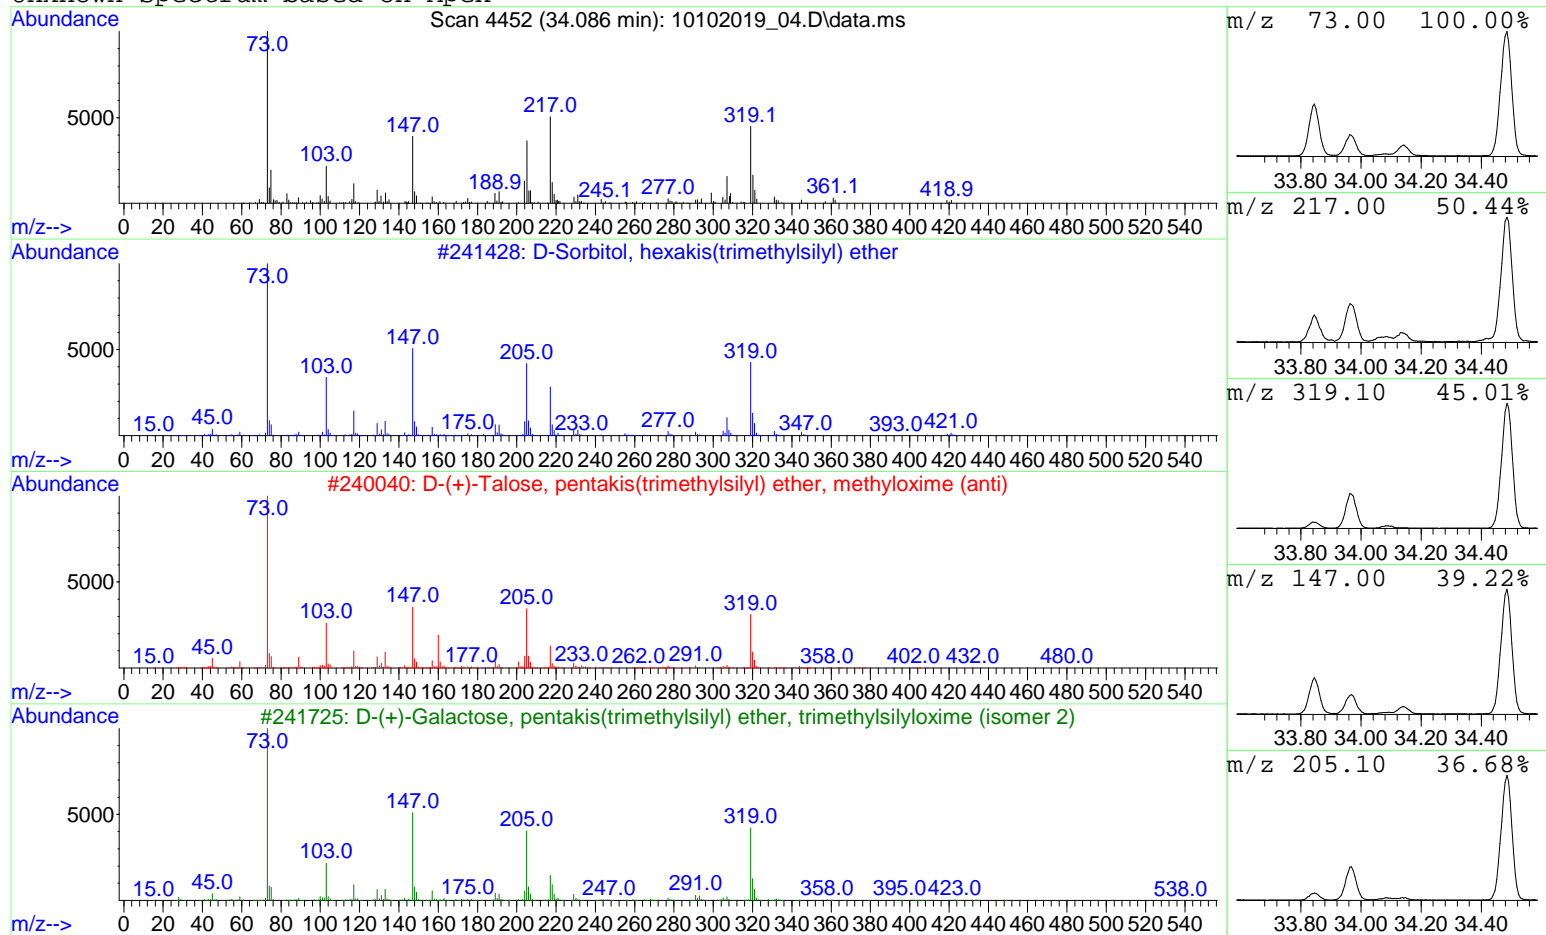 Unknown Spectrum based on Apex
Abundance
Scan 4452 (34.086 min): 10102019_04.D\data.ms
73.0
217.0
5000
147.0
319.1
103.0
188.9
245.1
277.0
361.1
418.9
m/z-->
0 20 40 60 80 100 120 140 160 180 200 220 240 260 280 300 320 340 360 380 400 420 440 460 480 500 520 540
Abundance
#241428: D-Sorbitol, hexakis(trimethylsilyl) ether
73.0
5000
147.0
205.0
319.0
103.0
15.0
45.0
175.0
233.0
277.0
347.0
393.0
421.0
m/z-->
0 20 40 60 80 100 120 140 160 180 200 220 240 260 280 300 320 340 360 380 400 420 440 460 480 500 520 540
Abundance
#240040: D-(+)-Talose, pentakis(trimethylsilyl) ether, methyloxime (anti)
73.0
5000
147.0
205.0
319.0
103.0
15.0
45.0
177.0
233.0
262.0
291.0
358.0
402.0
432.0
480.0
m/z-->
0 20 40 60 80 100 120 140 160 180 200 220 240 260 280 300 320 340 360 380 400 420 440 460 480 500 520 540
Abundance
#241725: D-(+)-Galactose, pentakis(trimethylsilyl) ether, trimethylsilyloxime (isomer 2)
73.0
5000
147.0
205.0
319.0
103.0
15.0
45.0
175.0
247.0
291.0
358.0
395.0
423.0
538.0
m/z-->
0 20 40 60 80 100 120 140 160 180 200 220 240 260 280 300 320 340 360 380 400 420 440 460 480 500 520 540
m/z 73.00 100.00%
33.80 34.00 34.20 34.40
m/z 217.00 50.44%
33.80 34.00 34.20 34.40
m/z 319.10 45.01%
33.80 34.00 34.20 34.40
m/z 147.00 39.22%
33.80 34.00 34.20 34.40
m/z 205.10 36.68%
33.80 34.00 34.20 34.40